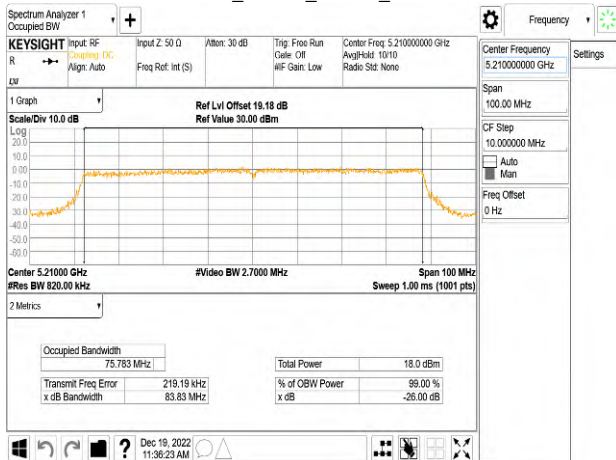 Spectrum Analyzer 1
Occupied BW
+
Frequency
KEYSIGHT
R
Input: RF
Coupling: DC
Align: Auto
Input Z: 50 Ω
Freq Ref: Int (S)
Atten: 30 dB
Trig: Free Run
Gate: Off
#IF Gain: Low
Center Freq: 5.210000000 GHz
Avg|Hold: 10/10
Radio Std: None
Center Frequency
5.210000000 GHz
Settings
Span
100.00 MHz
CF Step
10.000000 MHz
Auto
Man
Freq Offset
0 Hz
1 Graph
Scale/Div 10.0 dB
Ref Lvl Offset 19.18 dB
Ref Value 30.00 dBm
Log
20.0
10.0
0.00
-10.0
-20.0
-30.0
-40.0
-50.0
-60.0
Center 5.21000 GHz
#Video BW 2.7000 MHz
Span 100 MHz
#Res BW 820.00 kHz
Sweep 1.00 ms (1001 pts)
2 Metrics
Occupied Bandwidth
75.783 MHz
Total Power
18.0 dBm
Transmit Freq Error
219.19 kHz
% of OBW Power
99.00 %
x dB Bandwidth
83.83 MHz
x dB
-26.00 dB
?
Dec 19, 2022
11:36:23 AM